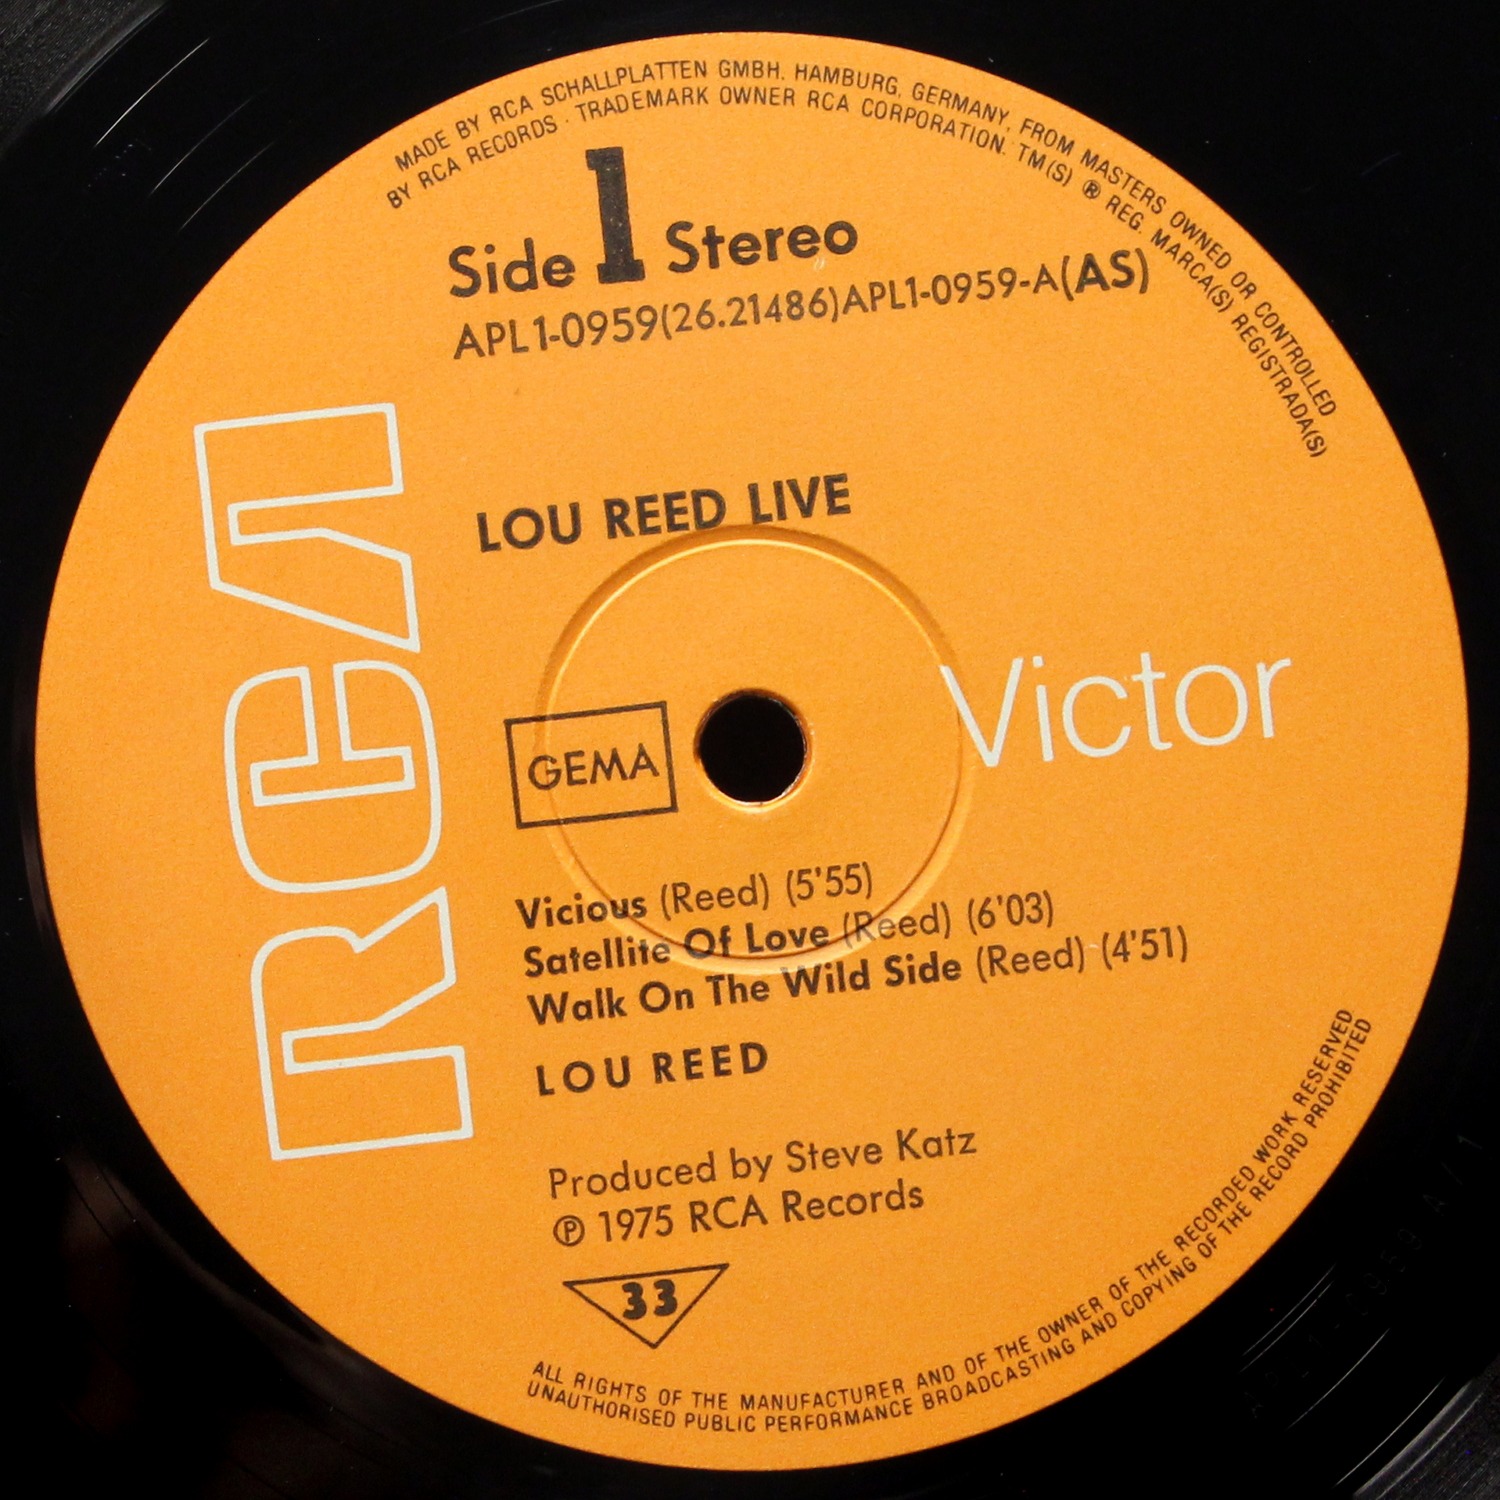 MADE BY RCA SCHALLPLATTEN GMBH. HAMBURG, GERMANY, FROM MASTERS OWNED OR CONTROLLED
BY RCA RECORDS · TRADEMARK OWNER RCA CORPORATION. TM(S) ® REG. MARCA(S) REGISTRADA(S)
Side 1 Stereo
APL1-0959(26.21486)APL1-0959-A(AS)
LOU REED LIVE
RCA
Victor
GEMA
Vicious (Reed) (5'55)
Satellite Of Love (Reed) (6'03)
Walk On The Wild Side (Reed) (4'51)
LOU REED
Produced by Steve Katz
℗ 1975 RCA Records
33
ALL RIGHTS OF THE MANUFACTURER AND OF THE OWNER OF THE RECORDED WORK RESERVED
UNAUTHORISED PUBLIC PERFORMANCE BROADCASTING AND COPYING OF THE RECORD PROHIBITED